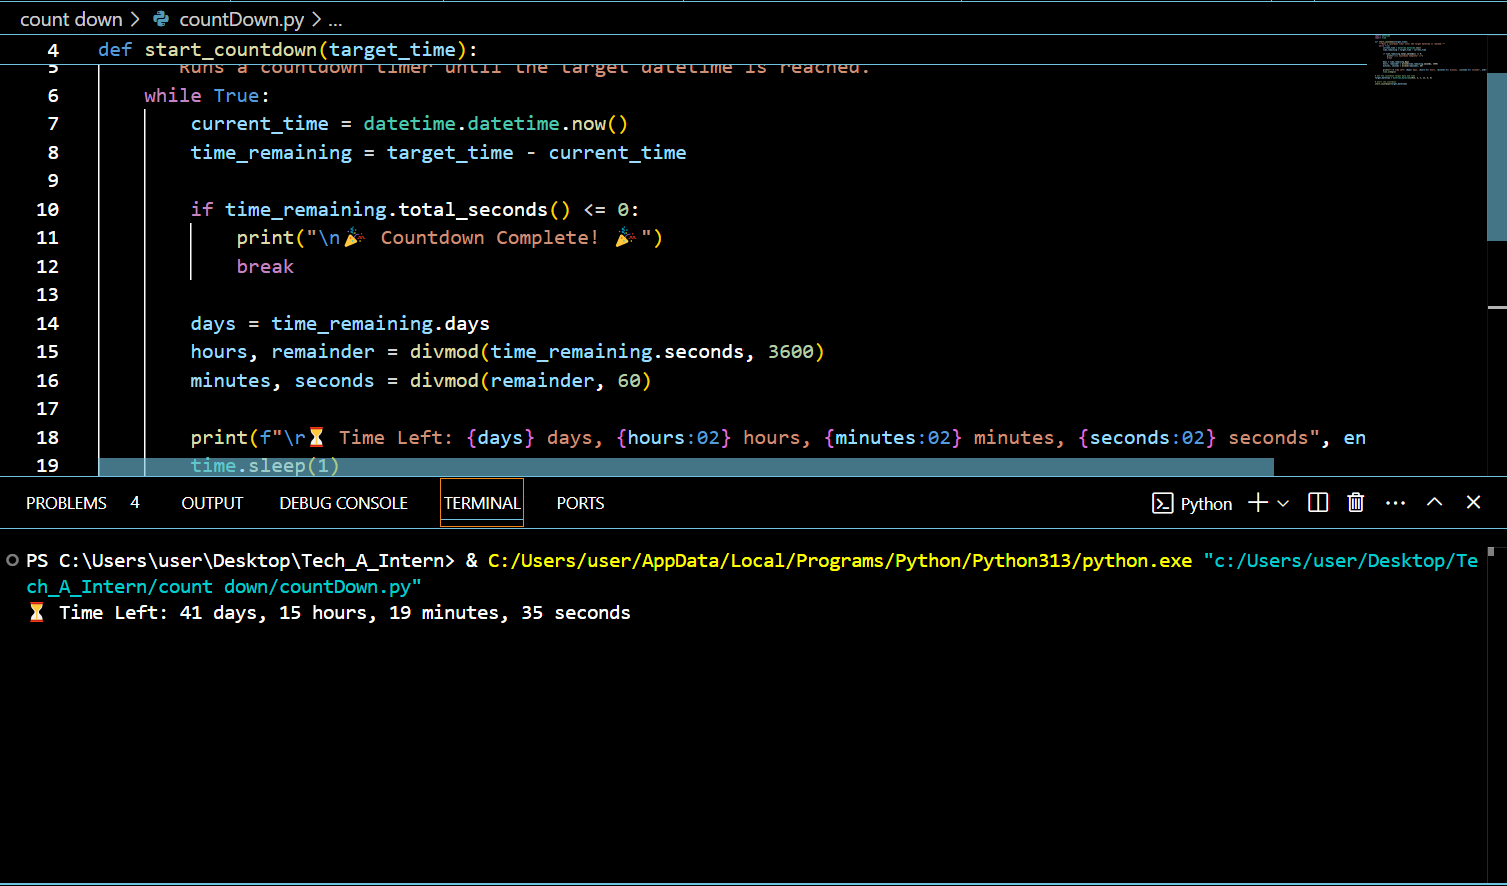 count down > countDown.py > ...
4 def start_countdown(target_time):
5 Runs a countdown timer until the target datetime is reached.
6 while True:
7 current_time = datetime.datetime.now()
8 time_remaining = target_time - current_time
9
10 if time_remaining.total_seconds() <= 0:
11 print("\n🎉 Countdown Complete! 🎉")
12 break
13
14 days = time_remaining.days
15 hours, remainder = divmod(time_remaining.seconds, 3600)
16 minutes, seconds = divmod(remainder, 60)
17
18 print(f"\r⏳ Time Left: {days} days, {hours:02} hours, {minutes:02} minutes, {seconds:02} seconds", en
19 time.sleep(1)
PROBLEMS 4 OUTPUT DEBUG CONSOLE TERMINAL PORTS Python
PS C:\Users\user\Desktop\Tech_A_Intern> & C:/Users/user/AppData/Local/Programs/Python/Python313/python.exe "c:/Users/user/Desktop/Te
ch_A_Intern/count down/countDown.py"
⏳ Time Left: 41 days, 15 hours, 19 minutes, 35 seconds